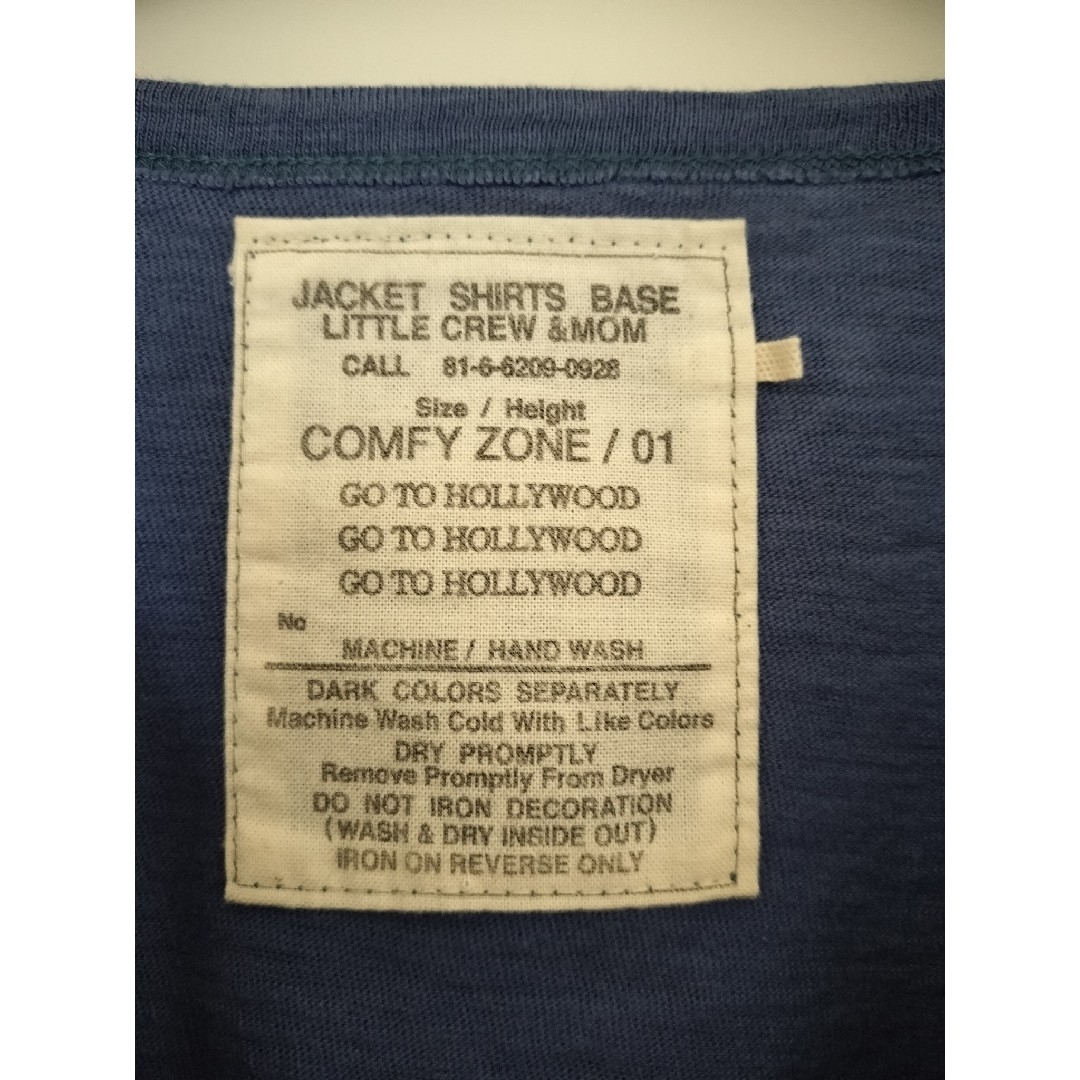 JACKET SHIRTS BASE
LITTLE CREW &MOM
CALL 81-6-6209-0928
Size / Height
COMFY ZONE / 01
GO TO HOLLYWOOD
GO TO HOLLYWOOD
GO TO HOLLYWOOD
No
MACHINE / HAND WASH
DARK COLORS SEPARATELY
Machine Wash Cold With Like Colors
DRY PROMPTLY
Remove Promptly From Dryer
DO NOT IRON DECORATION
(WASH & DRY INSIDE OUT)
IRON ON REVERSE ONLY